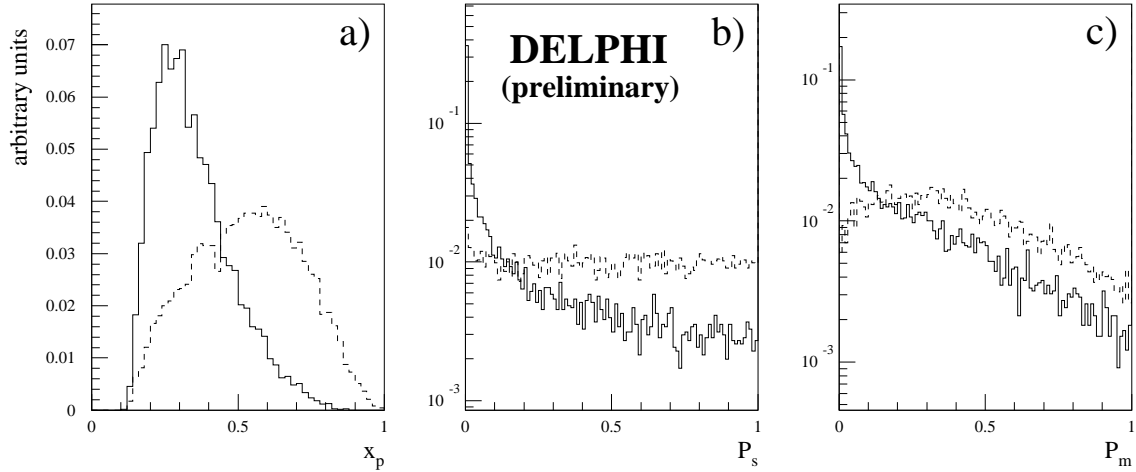 a)
b)
c)
DELPHI
(preliminary)
arbitrary units
0.07
0.06
0.05
0.04
0.03
0.02
0.01
0
0 0.5 1
x_p
10 -1
10 -2
10 -3
0 0.5 1
P_s
10 -1
10 -2
10 -3
0 0.5 1
P_m